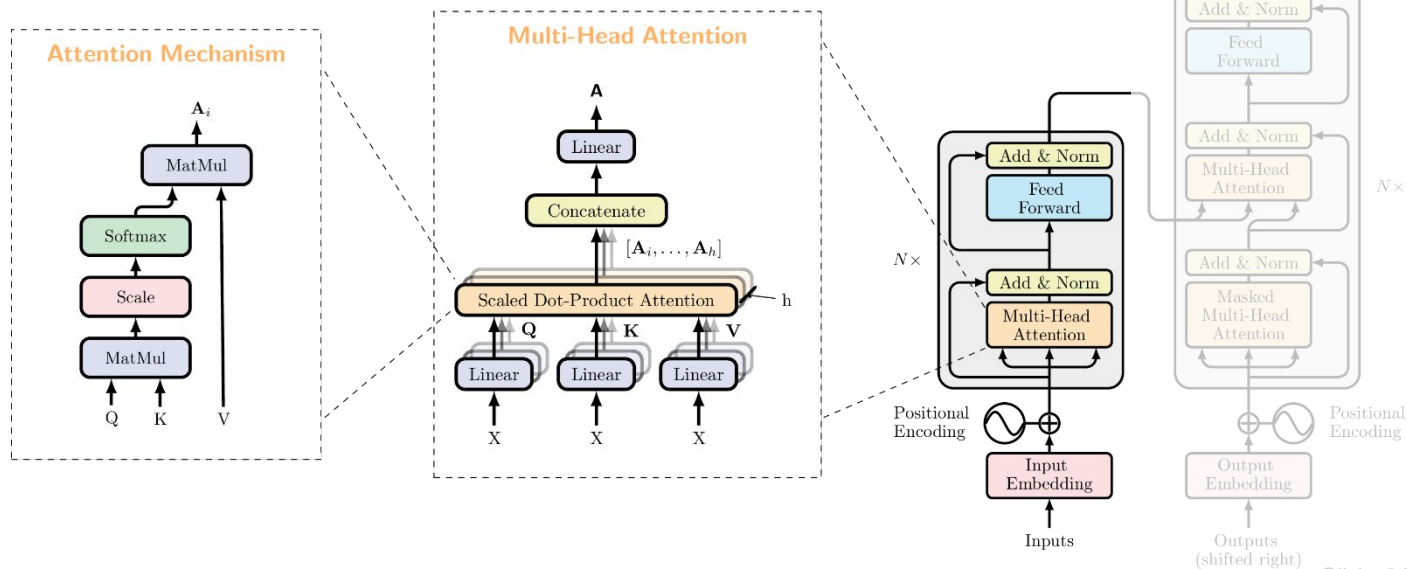 Attention Mechanism
A_i
MatMul
Softmax
Scale
MatMul
Q K V
Multi-Head Attention
A
Linear
Concatenate
[A_i, . . . , A_h]
Scaled Dot-Product Attention
h
Q K V
Linear Linear Linear
X X X
Add & Norm
Feed
Forward
N×
Add & Norm
Multi-Head
Attention
Positional
Encoding
Input
Embedding
Inputs
Add & Norm
Feed
Forward
Add & Norm
Multi-Head
Attention
N×
Add & Norm
Masked
Multi-Head
Attention
Positional
Encoding
Output
Embedding
Outputs
(shifted right)